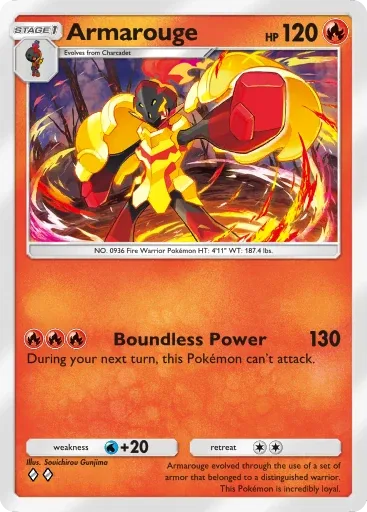 STAGE 1
Armarouge
HP 120
Evolves from Charcadet
NO. 0936 Fire Warrior Pokémon HT: 4'11" WT: 187.4 lbs.
Boundless Power 130
During your next turn, this Pokémon can't attack.
weakness +20 retreat
Illus. Souichirou Gunjima
Armarouge evolved through the use of a set of
armor that belonged to a distinguished warrior.
This Pokémon is incredibly loyal.